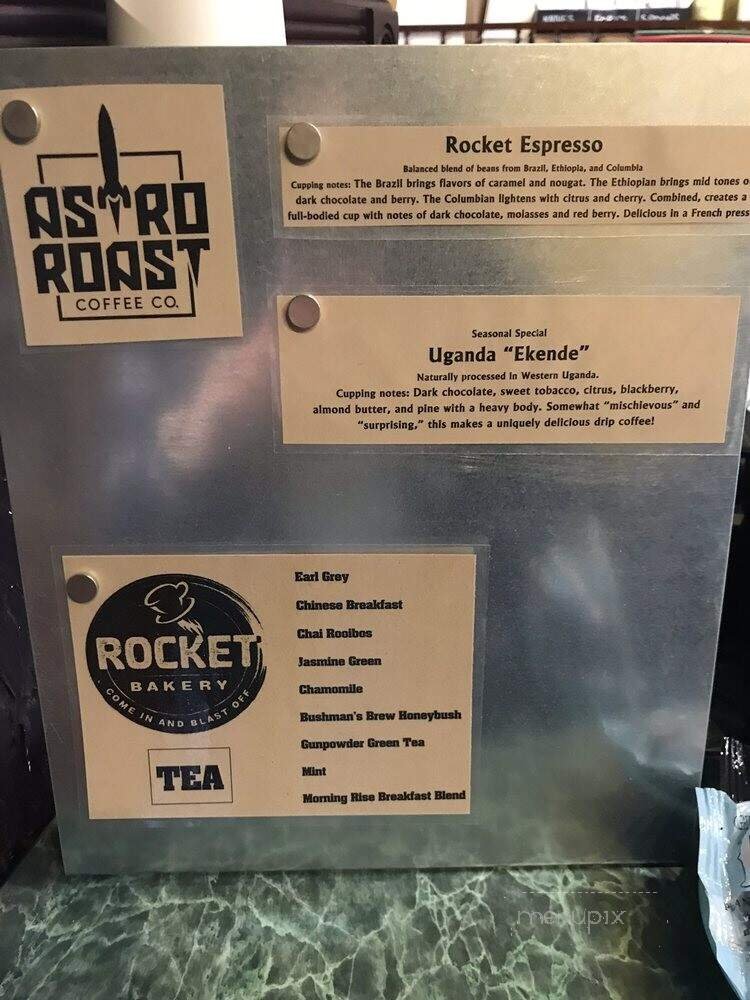 ASTRO
ROAST
COFFEE CO.
Rocket Espresso
Balanced blend of beans from Brazil, Ethiopia, and Columbia
Cupping notes: The Brazil brings flavors of caramel and nougat. The Ethiopian brings mid tones
dark chocolate and berry. The Columbian lightens with citrus and cherry. Combined, creates a
full-bodied cup with notes of dark chocolate, molasses and red berry. Delicious in a French press
Seasonal Special
Uganda “Ekende”
Naturally processed in Western Uganda.
Cupping notes: Dark chocolate, sweet tobacco, citrus, blackberry,
almond butter, and pine with a heavy body. Somewhat “mischievous” and
“surprising,” this makes a uniquely delicious drip coffee!
ROCKET
BAKERY
COME IN AND BLAST OFF
TEA
Earl Grey
Chinese Breakfast
Chai Rooibos
Jasmine Green
Chamomile
Bushman's Brew Honeybush
Gunpowder Green Tea
Mint
Morning Rise Breakfast Blend
menupix